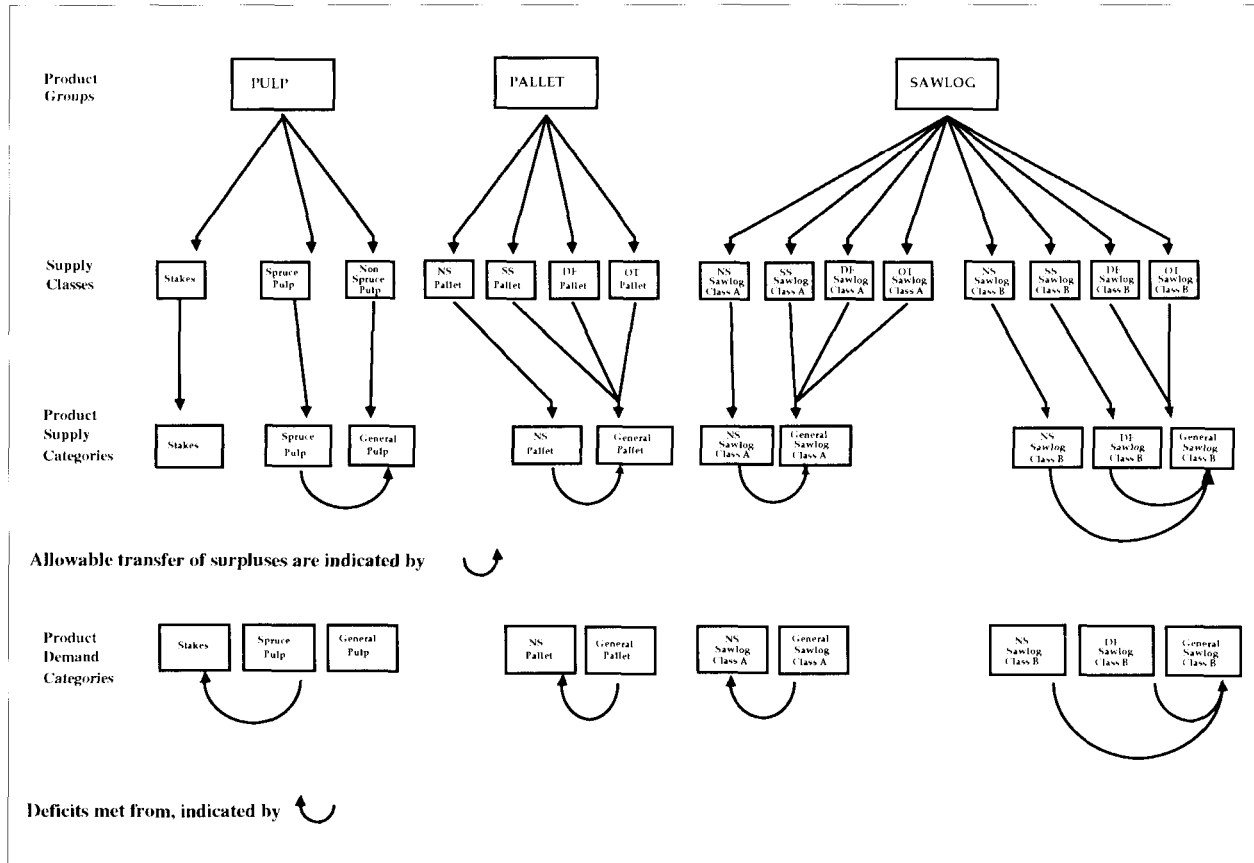 Product
Groups
PULP
PALLET
SAWLOG
Supply
Classes
Stakes
Spruce
Pulp
Non
Spruce
Pulp
NS
Pallet
SS
Pallet
DF
Pallet
OT
Pallet
NS
Sawlog
Class A
SS
Sawlog
Class A
DF
Sawlog
Class A
OT
Sawlog
Class A
NS
Sawlog
Class B
SS
Sawlog
Class B
DF
Sawlog
Class B
OT
Sawlog
Class B
Product
Supply
Categories
Stakes
Spruce
Pulp
General
Pulp
NS
Pallet
General
Pallet
NS
Sawlog
Class A
General
Sawlog
Class A
NS
Sawlog
Class B
DF
Sawlog
Class B
General
Sawlog
Class B
Allowable transfer of surpluses are indicated by
Product
Demand
Categories
Stakes
Spruce
Pulp
General
Pulp
NS
Pallet
General
Pallet
NS
Sawlog
Class A
General
Sawlog
Class A
NS
Sawlog
Class B
DF
Sawlog
Class B
General
Sawlog
Class B
Deficits met from, indicated by